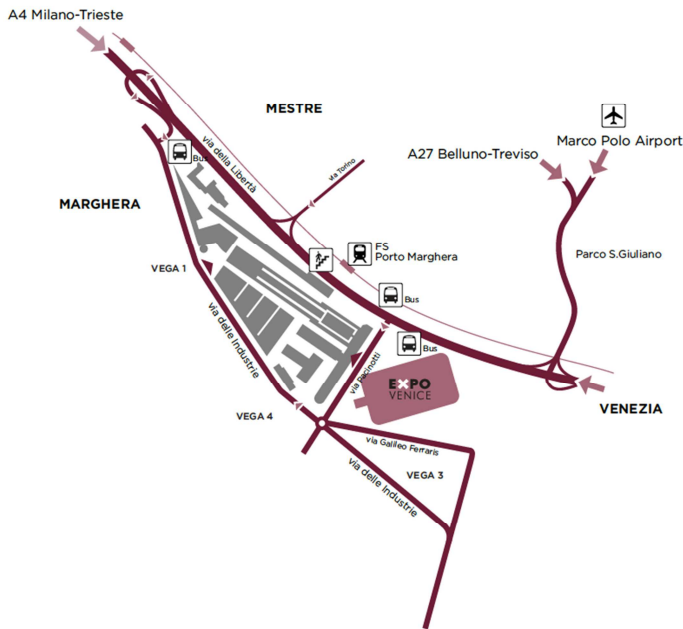 A4 Milano-Trieste
MESTRE
Marco Polo Airport
A27 Belluno-Treviso
via della Libertà
Bus
via Torino
MARGHERA
FS
Porto Marghera
Parco S.Giuliano
VEGA 1
Bus
via delle Industrie
Bus
via Pacinotti
EXPO
VENICE
VENEZIA
VEGA 4
via Galileo Ferraris
via delle Industrie
VEGA 3